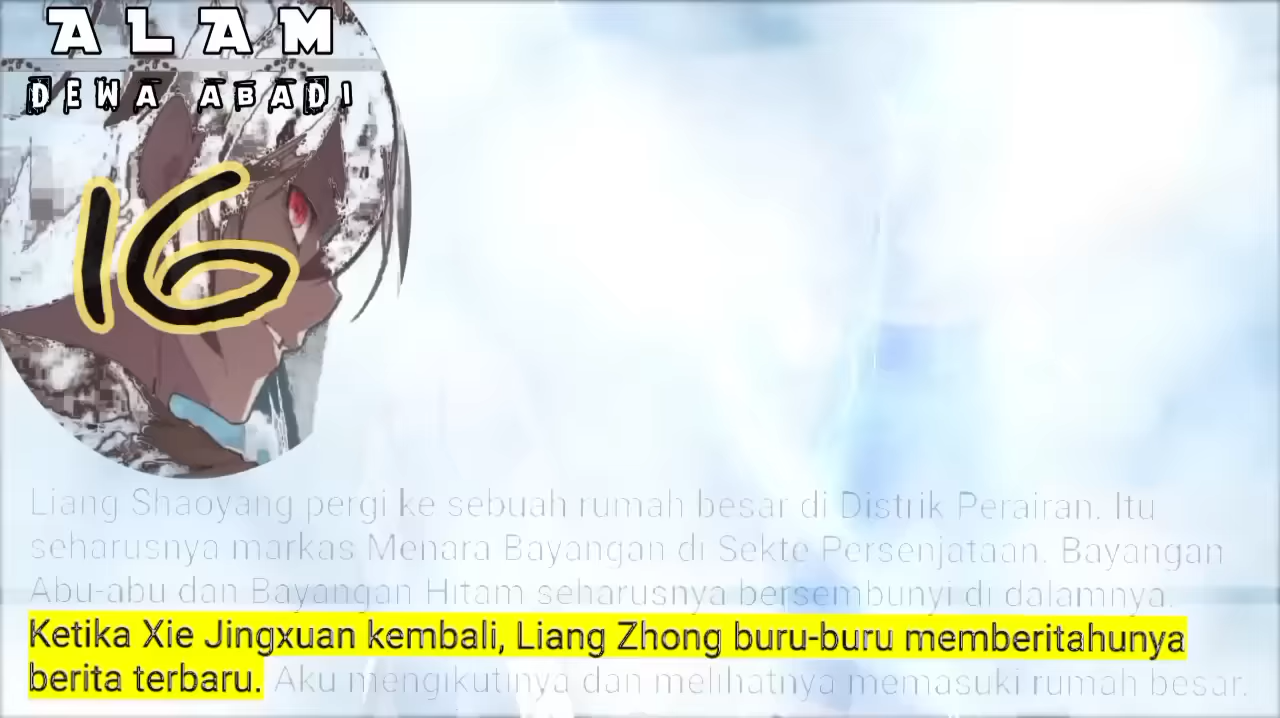 ALAM
DEWA ABADI
16
Liang Shaoyang pergi ke sebuah rumah besar di Distrik Perairan. Itu
seharusnya markas Menara Bayangan di Sekte Persenjataan. Bayangan
Abu-abu dan Bayangan Hitam seharusnya bersembunyi di dalamnya.
Ketika Xie Jingxuan kembali, Liang Zhong buru-buru memberitahunya
berita terbaru. Aku mengikutinya dan melihatnya memasuki rumah besar.